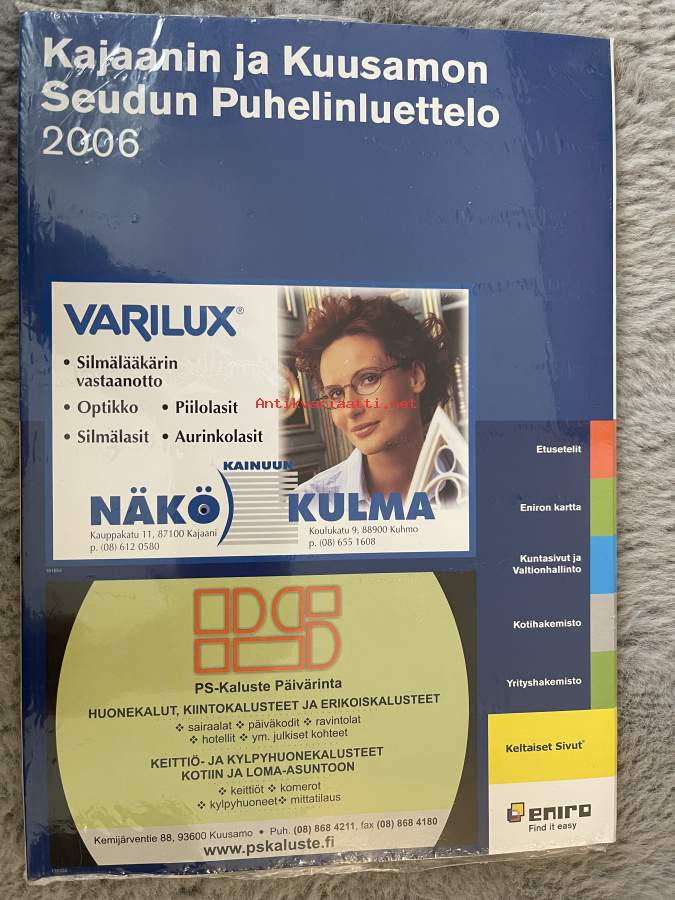 Kajaanin ja Kuusamon
Seudun Puhelinluettelo
2006
VARILUX®
• Silmälääkärin
vastaanotto
• Optikko • Piilolasit
• Silmälasit • Aurinkolasit
Antikvariaatti.net
KAINUUN
NÄKÖ KULMA
Kauppakatu 11, 87100 Kajaani
p. (08) 612 0580
Koulukatu 9, 88900 Kuhmo
p. (08) 655 1608
Etusetelit
Eniron kartta
Kuntasivut ja
Valtionhallinto
Kotihakemisto
Yrityshakemisto
Keltaiset Sivut
eniro
Find it easy
PS-Kaluste Päivärinta
HUONEKALUT, KIINTOKALUSTEET JA ERIKOISKALUSTEET
❖ sairaalat ❖ päiväkodit ❖ ravintolat
❖ hotellit ❖ ym. julkiset kohteet
KEITTIÖ- JA KYLPYHUONEKALUSTEET
KOTIIN JA LOMA-ASUNTOON
❖ keittiöt ❖ komerot
❖ kylpyhuoneet ❖ mittatilaus
Kemijärventie 88, 93600 Kuusamo • Puh. (08) 868 4211, fax (08) 868 4180
www.pskaluste.fi